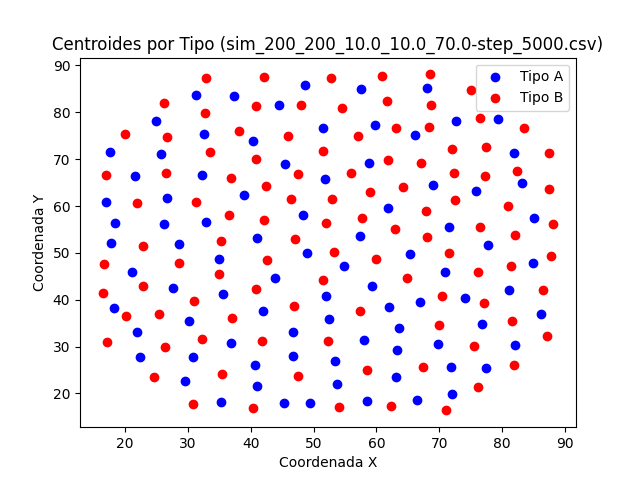 Centroides por Tipo (sim_200_200_10.0_10.0_70.0-step_5000.csv)
Tipo A
Tipo B
90
80
70
60
50
40
30
20
Coordenada Y
20 30 40 50 60 70 80 90
Coordenada X